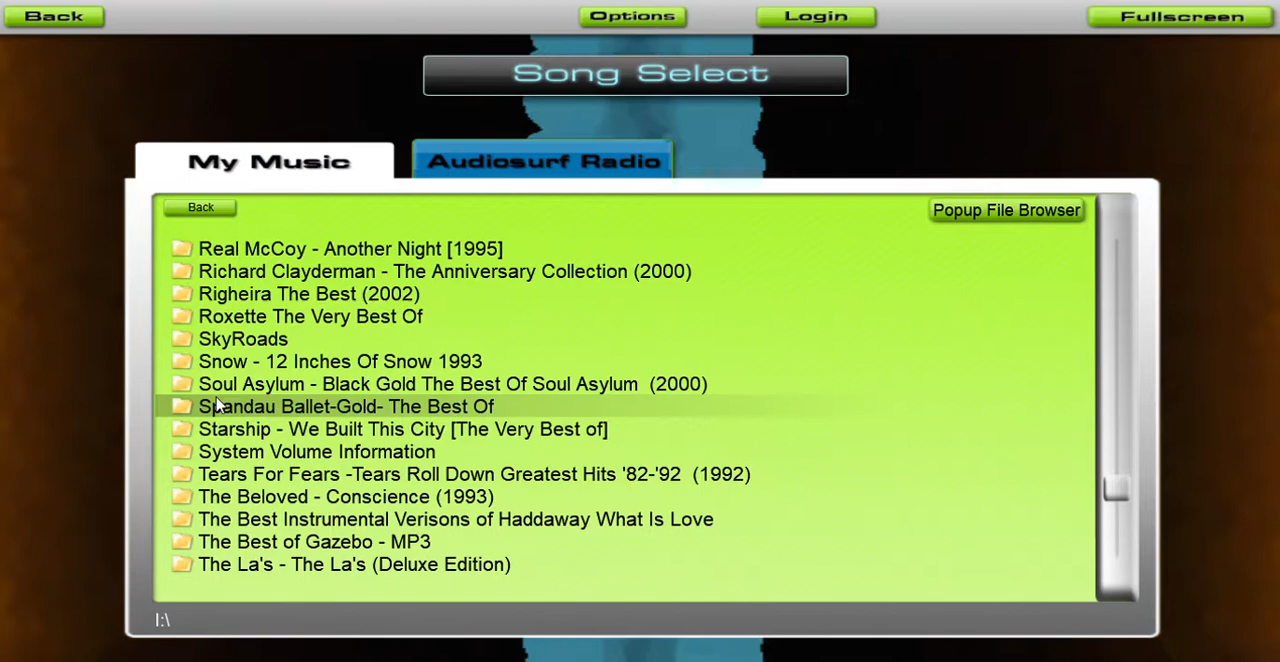 Back
Options
Login
Fullscreen
Song Select
My Music
Audiosurf Radio
Back
Popup File Browser
Real McCoy - Another Night [1995]
Richard Clayderman - The Anniversary Collection (2000)
Righeira The Best (2002)
Roxette The Very Best Of
SkyRoads
Snow - 12 Inches Of Snow 1993
Soul Asylum - Black Gold The Best Of Soul Asylum  (2000)
Spandau Ballet-Gold- The Best Of
Starship - We Built This City [The Very Best of]
System Volume Information
Tears For Fears -Tears Roll Down Greatest Hits '82-'92  (1992)
The Beloved - Conscience (1993)
The Best Instrumental Verisons of Haddaway What Is Love
The Best of Gazebo - MP3
The La's - The La's (Deluxe Edition)
I:\